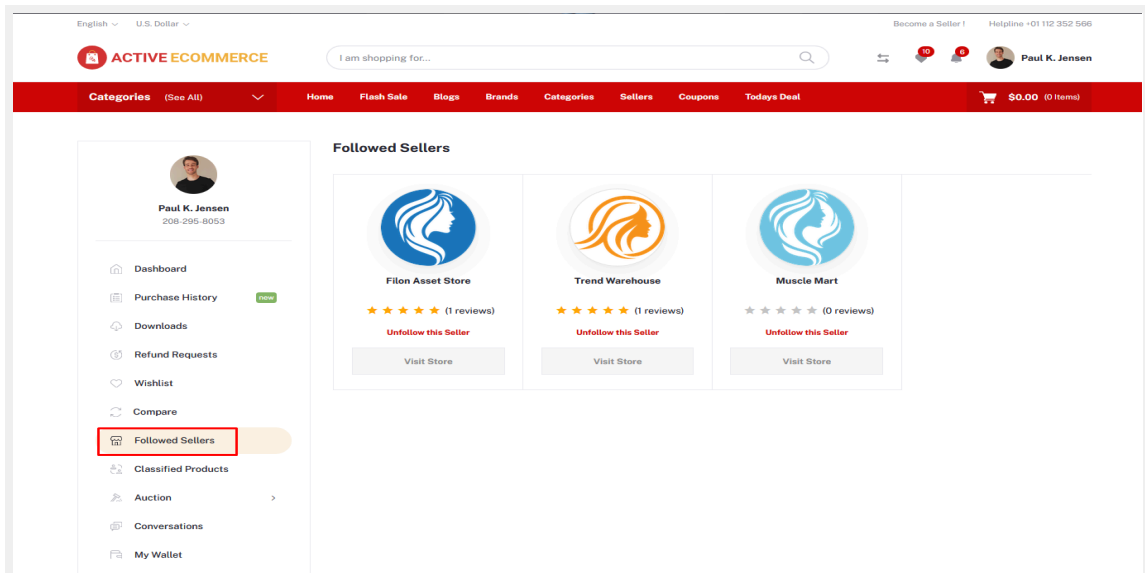 English U.S. Dollar Become a Seller ! Helpline +01 112 352 566
ACTIVE ECOMMERCE I am shopping for... 10 6 Paul K. Jensen
Categories (See All) Home Flash Sale Blogs Brands Categories Sellers Coupons Todays Deal $0.00 (0 Items)
Followed Sellers
Paul K. Jensen
208-295-8053
Dashboard
Purchase History new
Downloads
Refund Requests
Wishlist
Compare
Followed Sellers
Classified Products
Auction
Conversations
My Wallet
Filon Asset Store Trend Warehouse Muscle Mart
(1 reviews) (1 reviews) (0 reviews)
Unfollow this Seller Unfollow this Seller Unfollow this Seller
Visit Store Visit Store Visit Store